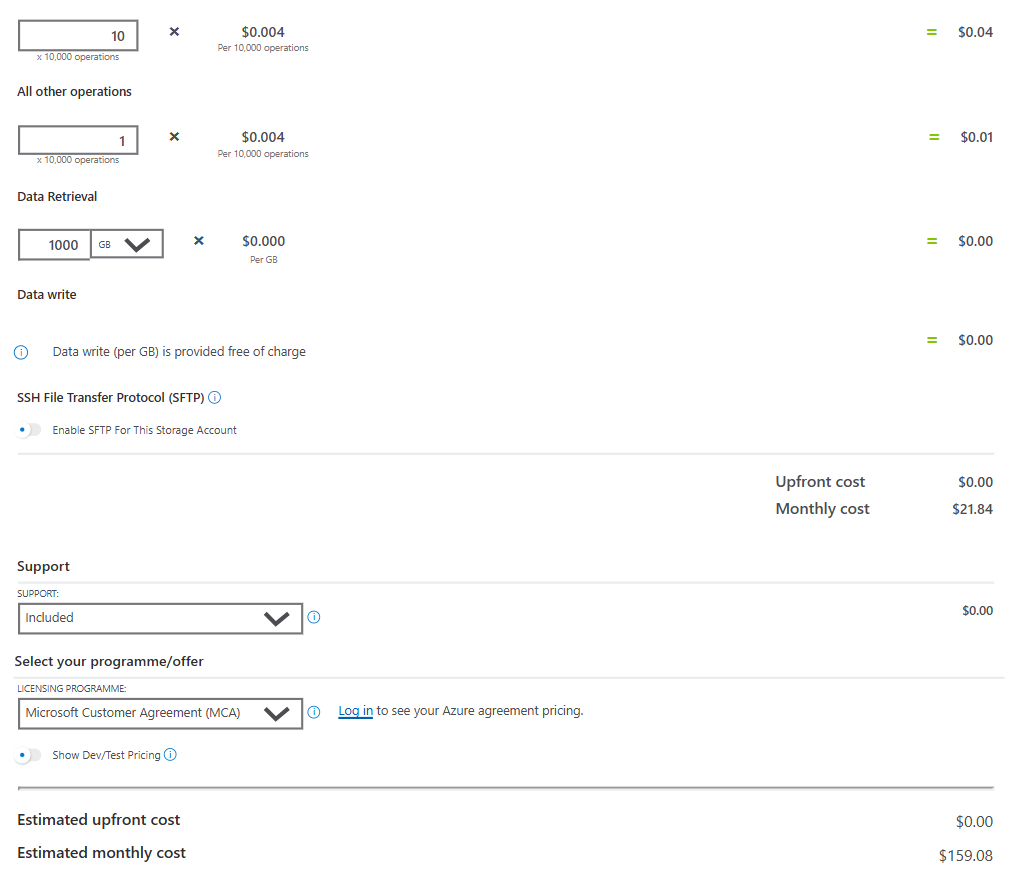 10 × $0.004 = $0.04
x 10,000 operations Per 10,000 operations
All other operations
1 × $0.004 = $0.01
x 10,000 operations Per 10,000 operations
Data Retrieval
1000 GB × $0.000 = $0.00
Per GB
Data write
= $0.00
Data write (per GB) is provided free of charge
SSH File Transfer Protocol (SFTP)
Enable SFTP For This Storage Account
Upfront cost $0.00
Monthly cost $21.84
Support
SUPPORT:
Included $0.00
Select your programme/offer
LICENSING PROGRAMME:
Microsoft Customer Agreement (MCA) Log in to see your Azure agreement pricing.
Show Dev/Test Pricing
Estimated upfront cost $0.00
Estimated monthly cost $159.08